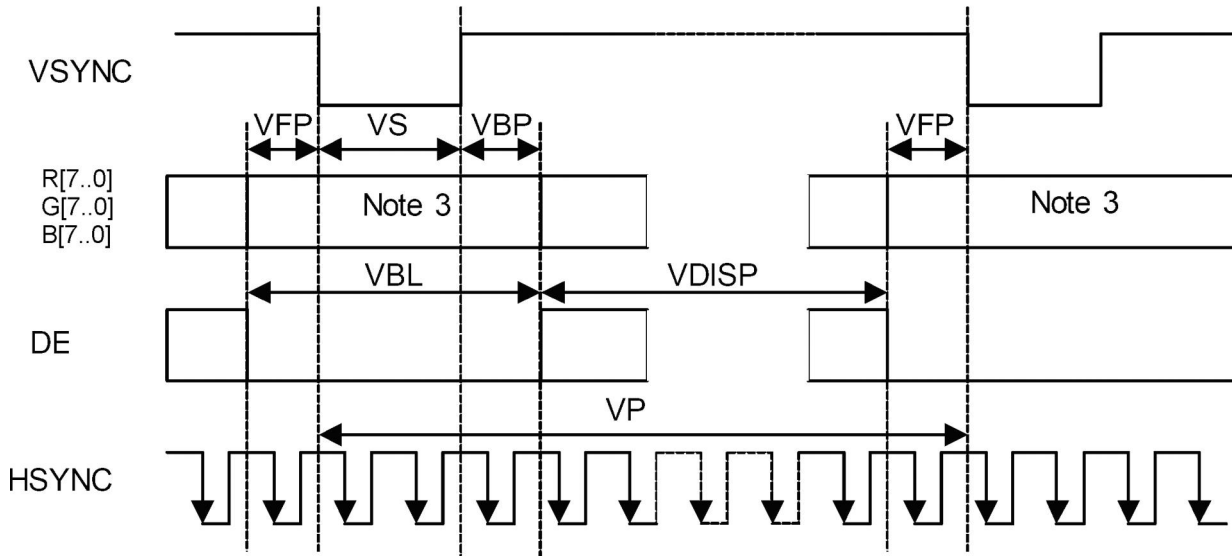 VSYNC
VFP VS VBP VFP
R[7..0]
G[7..0]
B[7..0]
Note 3 Note 3
VBL VDISP
DE
VP
HSYNC